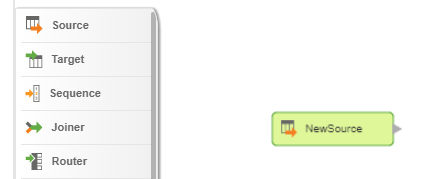 Source
Target
Sequence
Joiner
Router
NewSource